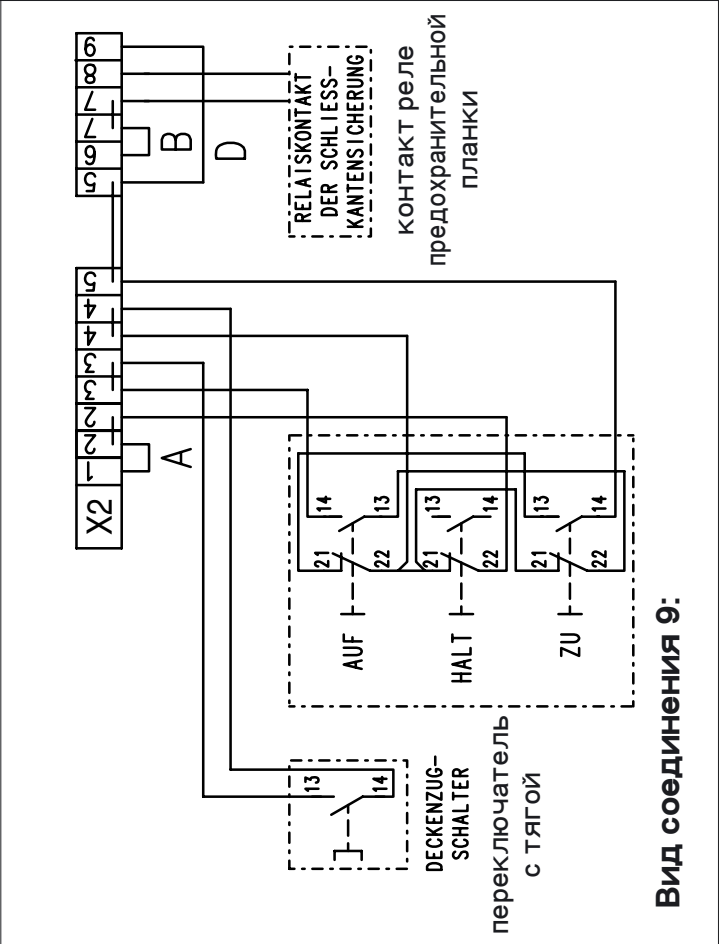 X2 1 2 2 3 3 4 4 5 5 6 7 7 8 9
A
B
D
RELAISKONTAKT
DER SCHLIESS-
KANTENSICHERUNG
контакт реле
предохранительной
планки
13
14
DECKENZUG-
SCHALTER
переключатель
с тягой
AUF
21
22
14
13
HALT
21
22
13
14
ZU
21
22
13
14
Вид соединения 9: